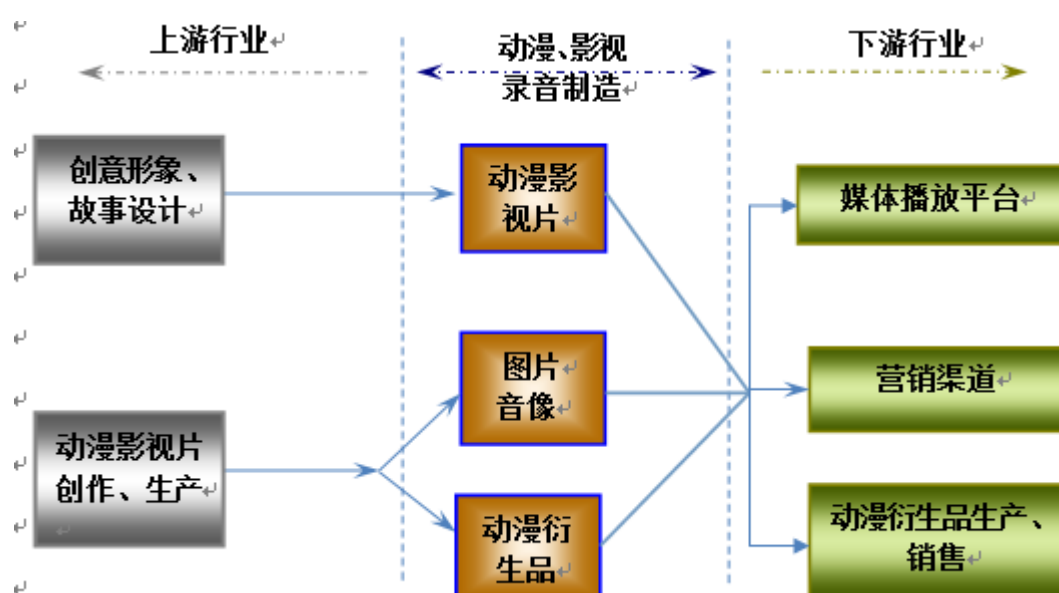 上游行业
动漫、影视
录音制造
下游行业
创意形象、
故事设计
动漫影
视片
媒体播放平台
图片
音像
营销渠道
动漫影视片
创作、生产
动漫衍
生品
动漫衍生品生产、
销售